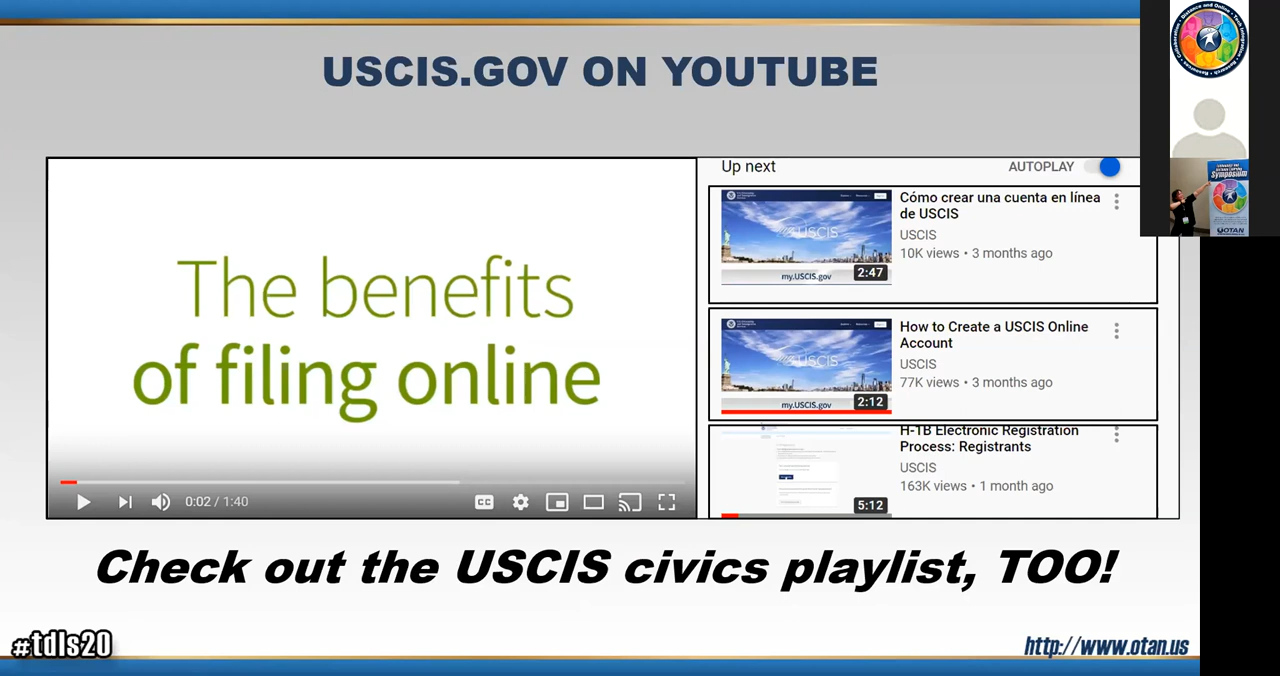 USCIS.GOV ON YOUTUBE
The benefits
of filing online
0:02 / 1:40
CC
Up next
AUTOPLAY
USCIS
my.USCIS.gov
2:47
Cómo crear una cuenta en línea
de USCIS
USCIS
10K views • 3 months ago
USCIS
my.USCIS.gov
2:12
How to Create a USCIS Online
Account
USCIS
77K views • 3 months ago
5:12
H-1B Electronic Registration
Process: Registrants
USCIS
163K views • 1 month ago
Check out the USCIS civics playlist, TOO!
#tdls20
http://www.otan.us
Symposium
OTAN